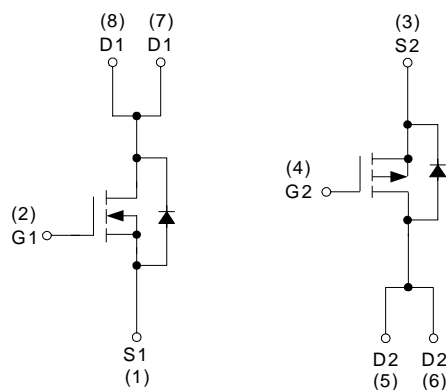 (8) (7)
D1 D1
(2)
G1
S1
(1)
(3)
S2
(4)
G2
D2 D2
(5) (6)